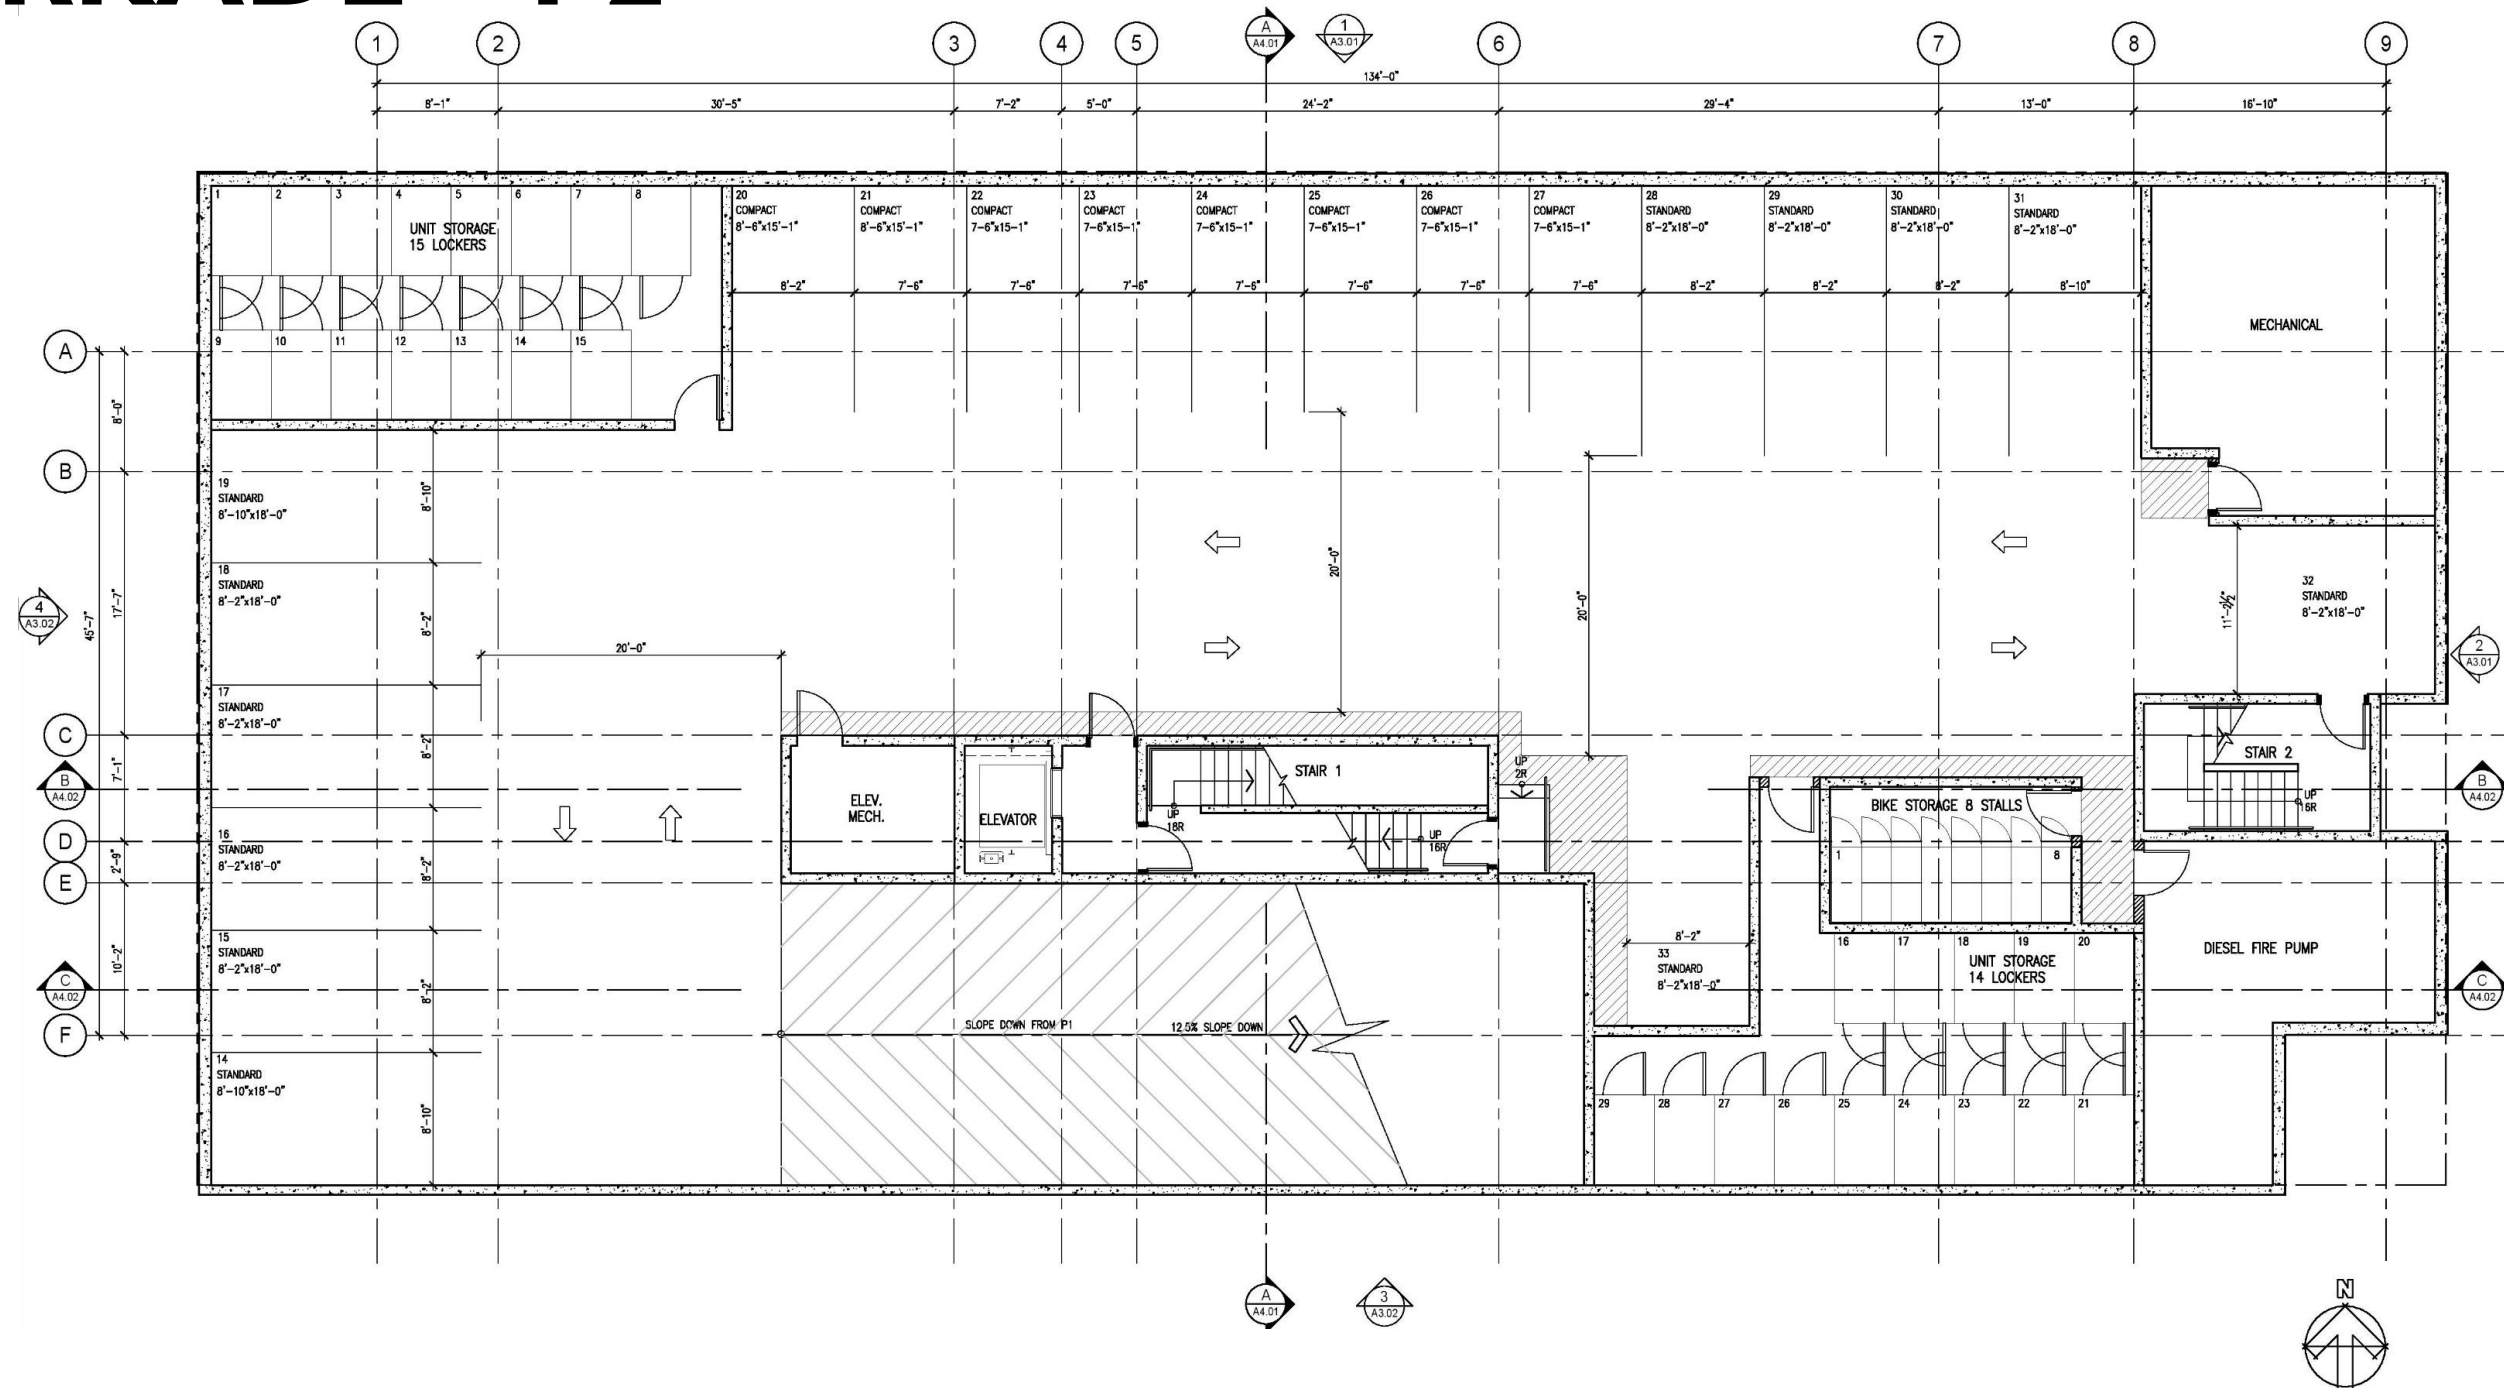 1 2 3 4 5 A A4.01 1 A3.01 6 7 8 9
134'-0"
8'-1" 30'-5" 7'-2" 5'-0" 24'-2" 29'-4" 13'-0" 16'-10"
1 2 3 4 5 6 7 8
UNIT STORAGE
15 LOCKERS
9 10 11 12 13 14 15
20
COMPACT
8'-6"x15'-1"
21
COMPACT
8'-6"x15'-1"
22
COMPACT
7-6"x15-1"
23
COMPACT
7-6"x15-1"
24
COMPACT
7-6"x15-1"
25
COMPACT
7-6"x15-1"
26
COMPACT
7-6"x15-1"
27
COMPACT
7-6"x15-1"
28
STANDARD
8'-2"x18'-0"
29
STANDARD
8'-2"x18'-0"
30
STANDARD
8'-2"x18'-0"
31
STANDARD
8'-2"x18'-0"
8'-2" 7'-6" 7'-6" 7'-6" 7'-6" 7'-6" 7'-6" 7'-6" 8'-2" 8'-2" 8'-2" 8'-10"
MECHANICAL
A
8'-0"
B
17'-7"
45'-7"
4
A3.02
C
7'-1"
B
A4.02
D
2'-9"
E
10'-2"
C
A4.02
F
19
STANDARD
8'-10"x18'-0"
18
STANDARD
8'-2"x18'-0"
17
STANDARD
8'-2"x18'-0"
16
STANDARD
8'-2"x18'-0"
15
STANDARD
8'-2"x18'-0"
14
STANDARD
8'-10"x18'-0"
8'-10"
8'-2"
8'-2"
8'-2"
8'-2"
8'-10"
20'-0"
20'-0"
20'-0"
11'-2½"
32
STANDARD
8'-2"x18'-0"
2
A3.01
ELEV.
MECH.
ELEVATOR
STAIR 1
UP
18R
UP
16R
UP
2R
STAIR 2
UP
16R
B
A4.02
BIKE STORAGE 8 STALLS
1 8
8'-2"
33
STANDARD
8'-2"x18'-0"
16 17 18 19 20
UNIT STORAGE
14 LOCKERS
DIESEL FIRE PUMP
C
A4.02
SLOPE DOWN FROM P1 12.5% SLOPE DOWN
29 28 27 26 25 24 23 22 21
A
A4.01
3
A3.02
N